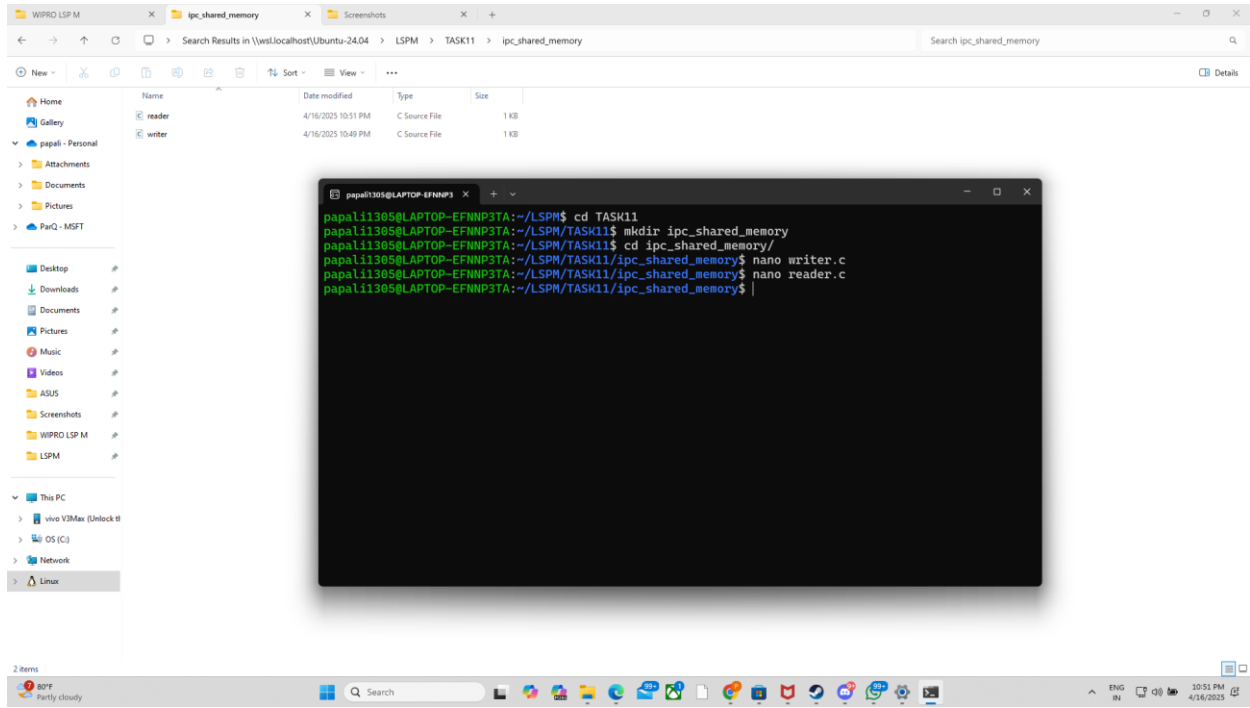 WIPRO LSP M
ipc_shared_memory
Screenshots
Search Results in \\wsl.localhost\Ubuntu-24.04 > LSPM > TASK11 > ipc_shared_memory
Search ipc_shared_memory
New
Sort
View
Details
Name Date modified Type Size
reader 4/16/2025 10:51 PM C Source File 1 KB
writer 4/16/2025 10:49 PM C Source File 1 KB
Home
Gallery
papali - Personal
Attachments
Documents
Pictures
ParQ - MSFT
Desktop
Downloads
Documents
Pictures
Music
Videos
ASUS
Screenshots
WIPRO LSP M
LSPM
This PC
vivo V3Max (Unlock tl
OS (C:)
Network
Linux
papali1305@LAPTOP-EFNNP3
papali1305@LAPTOP-EFNNP3TA:~/LSPM$ cd TASK11
papali1305@LAPTOP-EFNNP3TA:~/LSPM/TASK11$ mkdir ipc_shared_memory
papali1305@LAPTOP-EFNNP3TA:~/LSPM/TASK11$ cd ipc_shared_memory/
papali1305@LAPTOP-EFNNP3TA:~/LSPM/TASK11/ipc_shared_memory$ nano writer.c
papali1305@LAPTOP-EFNNP3TA:~/LSPM/TASK11/ipc_shared_memory$ nano reader.c
papali1305@LAPTOP-EFNNP3TA:~/LSPM/TASK11/ipc_shared_memory$
2 items
7
80°F
Partly cloudy
Search
99+
1
99+
ENG
IN
10:51 PM
4/16/2025